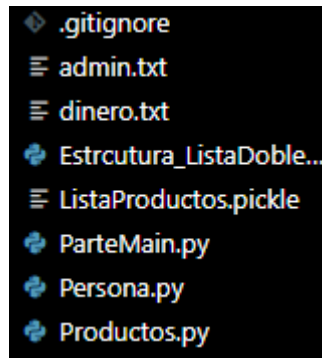 .gitignore
admin.txt
dinero.txt
Estrcutura_ListaDoble...
ListaProductos.pickle
ParteMain.py
Persona.py
Productos.py